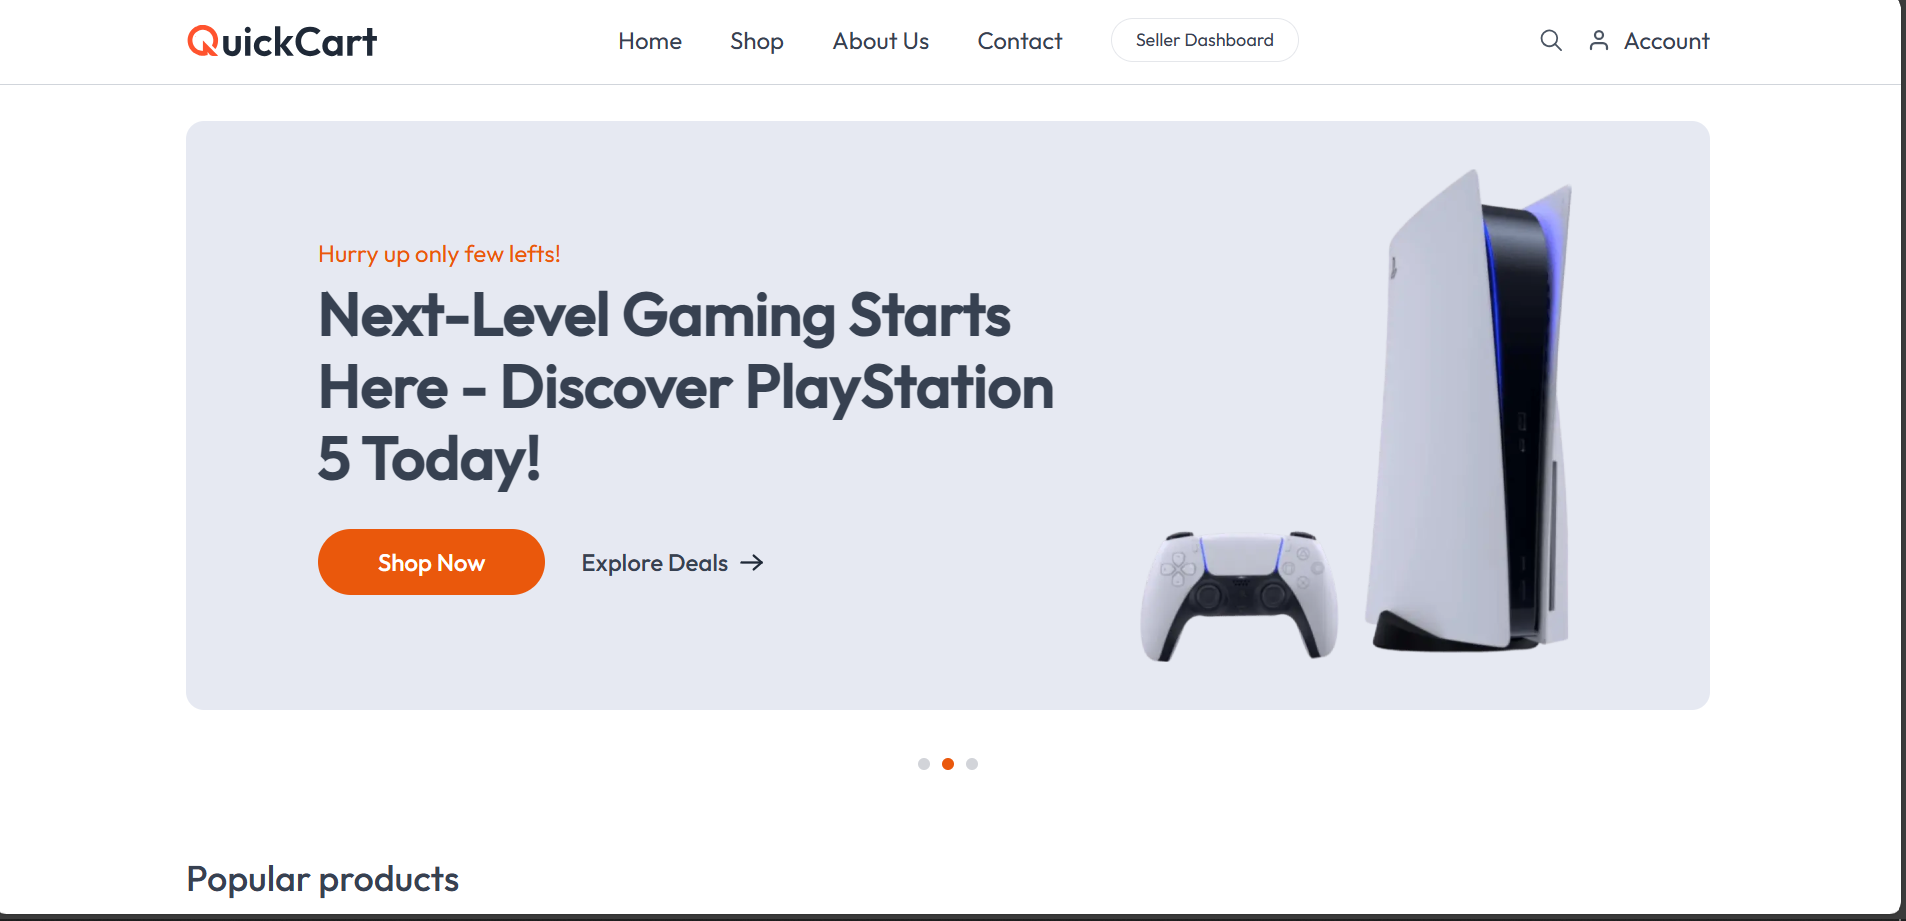 QuickCart
Home
Shop
About Us
Contact
Seller Dashboard
Account
Hurry up only few lefts!
Next-Level Gaming Starts
Here - Discover PlayStation
5 Today!
Shop Now
Explore Deals
Popular products